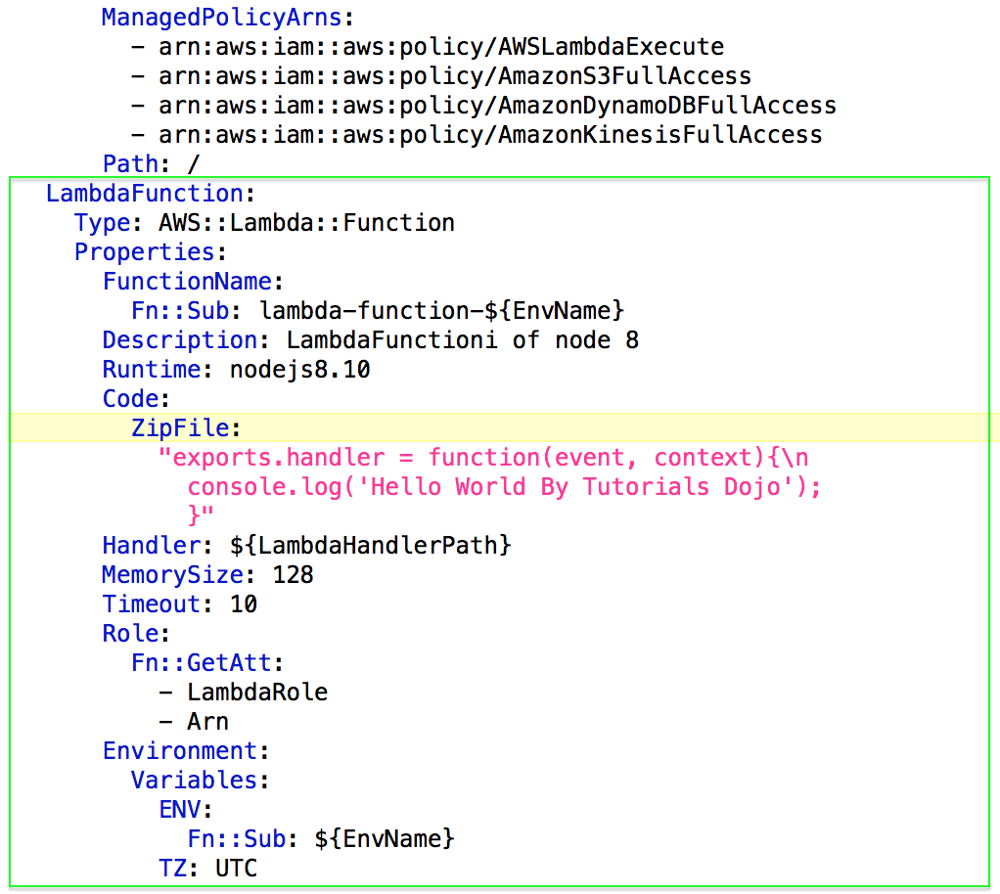 ManagedPolicyArns:
– arn:aws:iam::aws:policy/AWSLambdaExecute
– arn:aws:iam::aws:policy/AmazonS3FullAccess
– arn:aws:iam::aws:policy/AmazonDynamoDBFullAccess
– arn:aws:iam::aws:policy/AmazonKinesisFullAccess
Path: /
LambdaFunction:
Type: AWS::Lambda::Function
Properties:
FunctionName:
Fn::Sub: lambda–function–${EnvName}
Description: LambdaFunctioni of node 8
Runtime: nodejs8.10
Code:
ZipFile:
"exports.handler = function(event, context){\n
console.log('Hello World By Tutorials Dojo');
}"
Handler: ${LambdaHandlerPath}
MemorySize: 128
Timeout: 10
Role:
Fn::GetAtt:
– LambdaRole
– Arn
Environment:
Variables:
ENV:
Fn::Sub: ${EnvName}
TZ: UTC